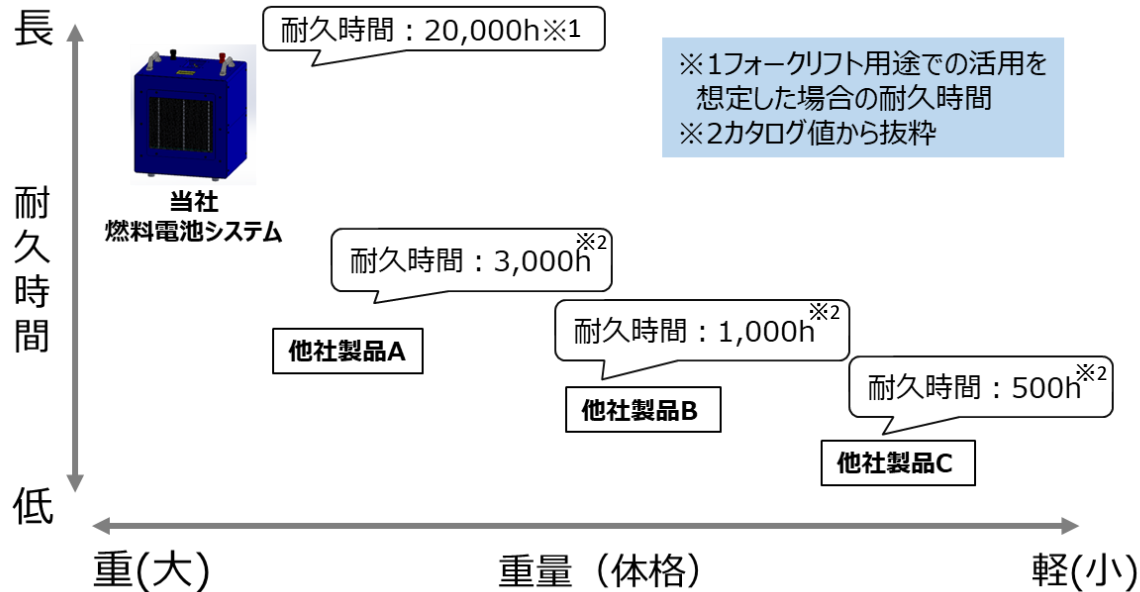 長
耐久時間：20,000h※1
※1フォークリフト用途での活用を
想定した場合の耐久時間
※2カタログ値から抜粋
当社
燃料電池システム
耐久時間
耐久時間：3,000h※2
他社製品A
耐久時間：1,000h※2
他社製品B
耐久時間：500h※2
他社製品C
低
重(大)
重量（体格）
軽(小)